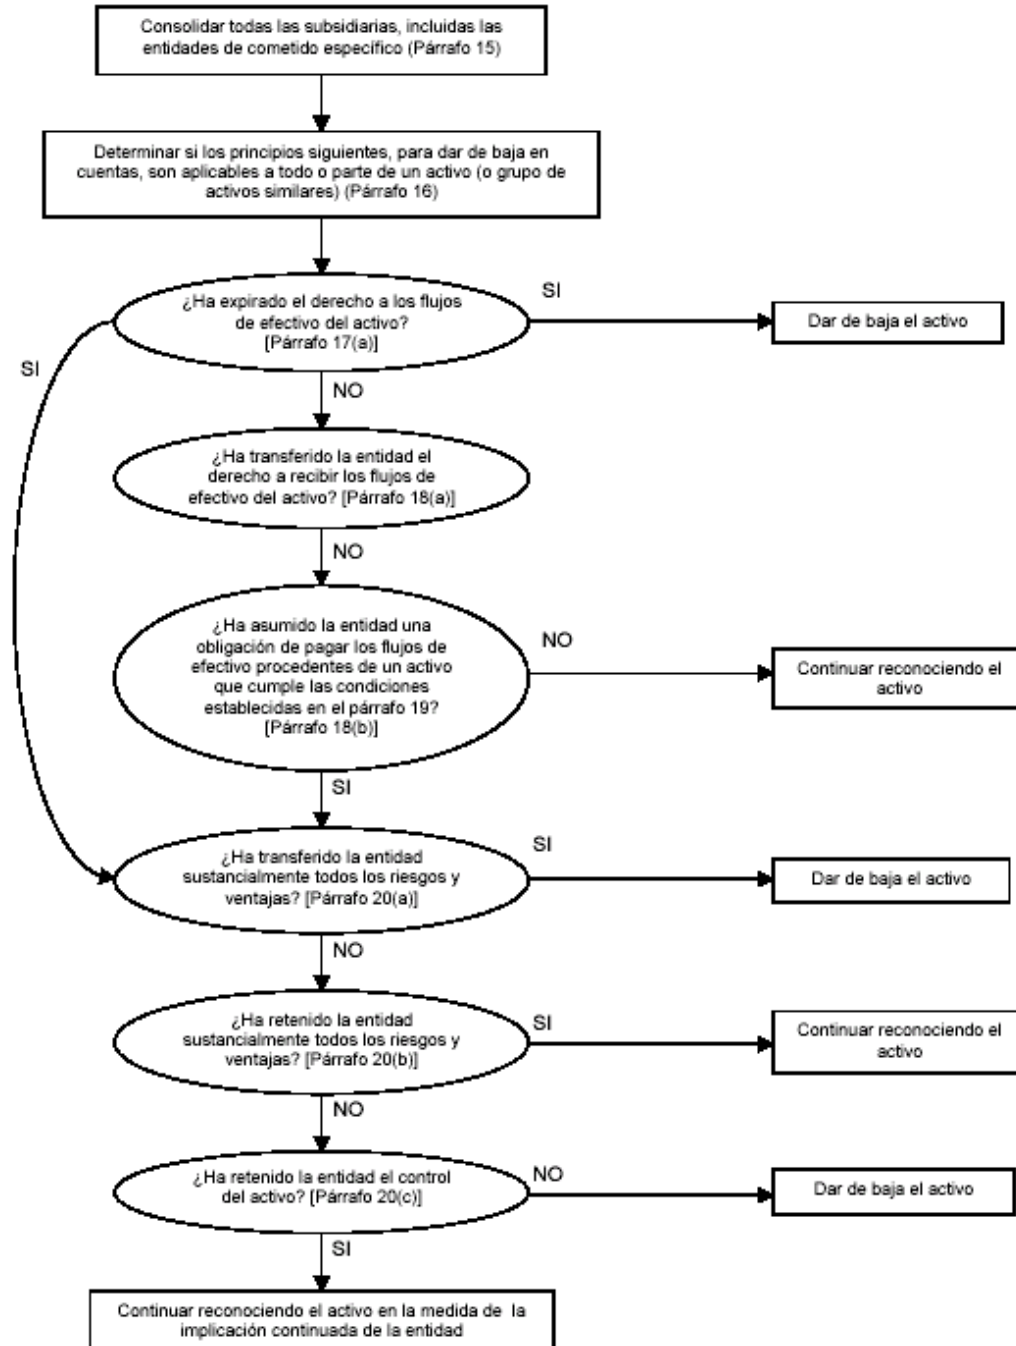 Consolidar todas las subsidiarias, incluidas las
entidades de cometido específico (Párrafo 15)
Determinar si los principios siguientes, para dar de baja en
cuentas, son aplicables a todo o parte de un activo (o grupo de
activos similares) (Párrafo 16)
¿Ha expirado el derecho a los flujos
de efectivo del activo?
[Párrafo 17(a)]
SI
Dar de baja el activo
SI
NO
¿Ha transferido la entidad el
derecho a recibir los flujos de
efectivo del activo? [Párrafo 18(a)]
NO
¿Ha asumido la entidad una
obligación de pagar los flujos de
efectivo procedentes de un activo
que cumple las condiciones
establecidas en el párrafo 19?
[Párrafo 18(b)]
NO
Continuar reconociendo el
activo
SI
¿Ha transferido la entidad
sustancialmente todos los riesgos y
ventajas? [Párrafo 20(a)]
SI
Dar de baja el activo
NO
¿Ha retenido la entidad
sustancialmente todos los riesgos y
ventajas? [Párrafo 20(b)]
SI
Continuar reconociendo el
activo
NO
¿Ha retenido la entidad el control
del activo? [Párrafo 20(c)]
NO
Dar de baja el activo
SI
Continuar reconociendo el activo en la medida de la
implicación continuada de la entidad